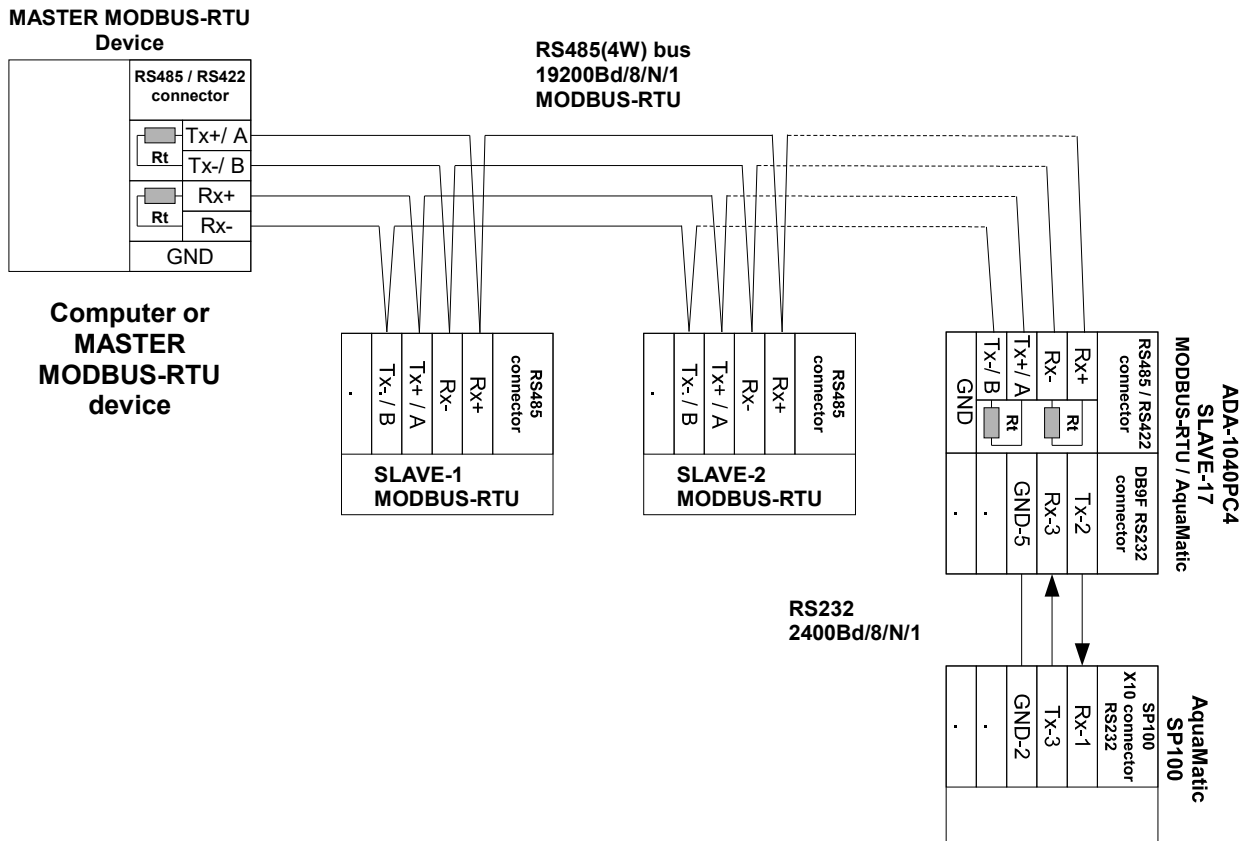 MASTER MODBUS-RTU
Device
RS485 / RS422
connector
Rt
Tx+/ A
Tx-/ B
Rt
Rx+
Rx-
GND
Computer or
MASTER
MODBUS-RTU
device
RS485(4W) bus
19200Bd/8/N/1
MODBUS-RTU
.
Tx-. / B
Tx+ / A
Rx-
Rx+
RS485
connector
SLAVE-1
MODBUS-RTU
.
Tx-. / B
Tx+ / A
Rx-
Rx+
RS485
connector
SLAVE-2
MODBUS-RTU
GND
Tx-/ B
Tx+/ A
Rx-
Rx+
RS485 / RS422
connector
Rt
Rt
.
.
GND-5
Rx-3
Tx-2
DB9F RS232
connector
ADA-1040PC4
SLAVE-17
MODBUS-RTU / AquaMatic
RS232
2400Bd/8/N/1
.
.
GND-2
Tx-3
Rx-1
SP100
X10 connector
RS232
AquaMatic
SP100